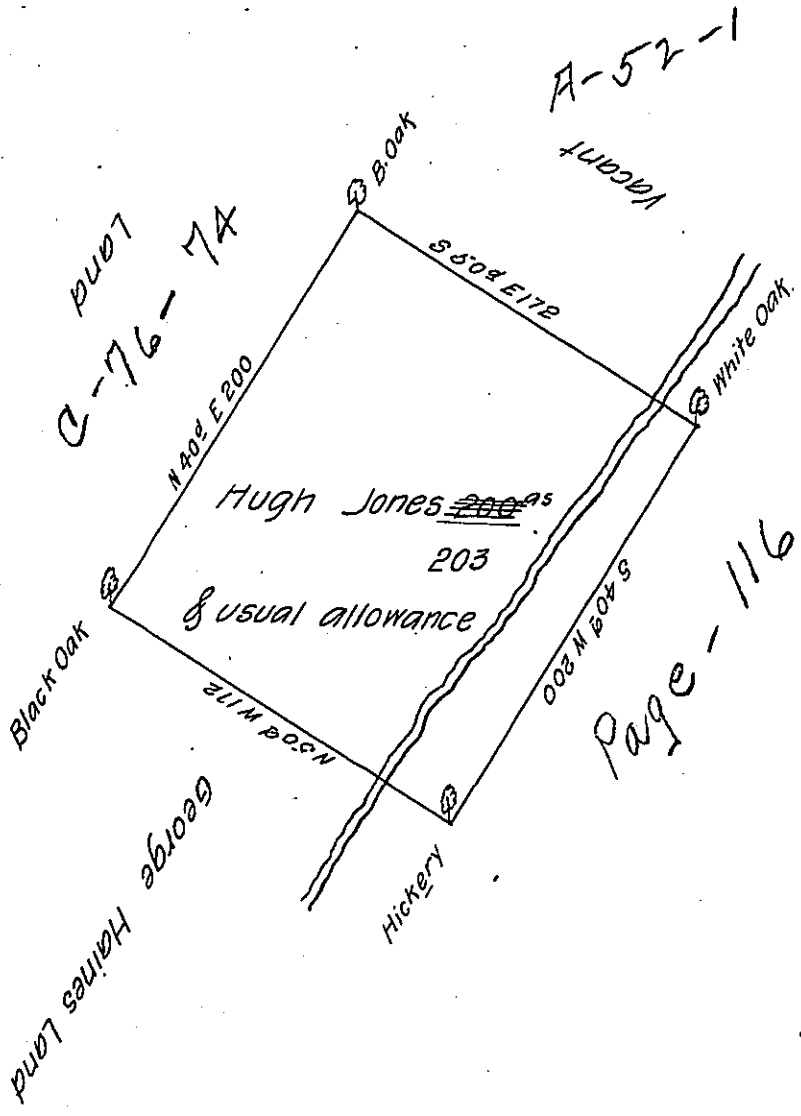 A-52-1
Vacant
B.Oak
Land
C-76-74
S 50d E 172
White Oak.
N 40d E 200
Hugh Jones 200 as
203
& usual allowance
Black Oak
S 40d W 200
Page-116
N 50d W 172
Hickery
George Haines Land